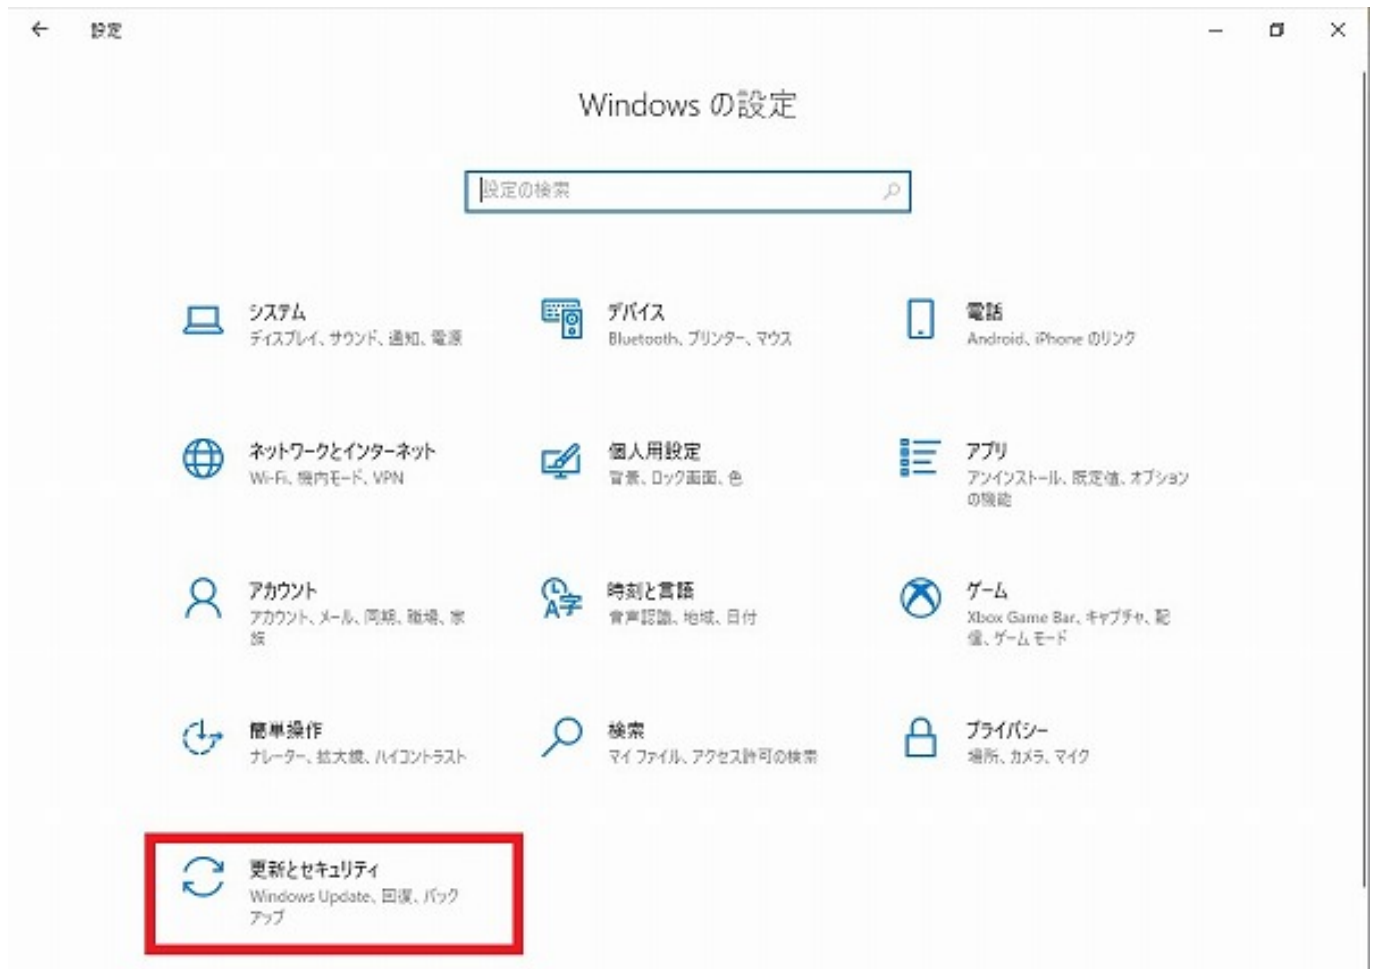 設定
Windows の設定
設定の検索
システム
ディスプレイ、サウンド、通知、電源
デバイス
Bluetooth、プリンター、マウス
電話
Android、iPhone のリンク
ネットワークとインターネット
Wi-Fi、機内モード、VPN
個人用設定
背景、ロック画面、色
アプリ
アンインストール、既定値、オプション
の機能
アカウント
アカウント、メール、同期、職場、家
族
時刻と言語
音声認識、地域、日付
ゲーム
Xbox Game Bar、キャプチャ、配
信、ゲーム モード
簡単操作
ナレーター、拡大鏡、ハイコントラスト
検索
マイ ファイル、アクセス許可の検索
プライバシー
場所、カメラ、マイク
更新とセキュリティ
Windows Update、回復、バック
アップ